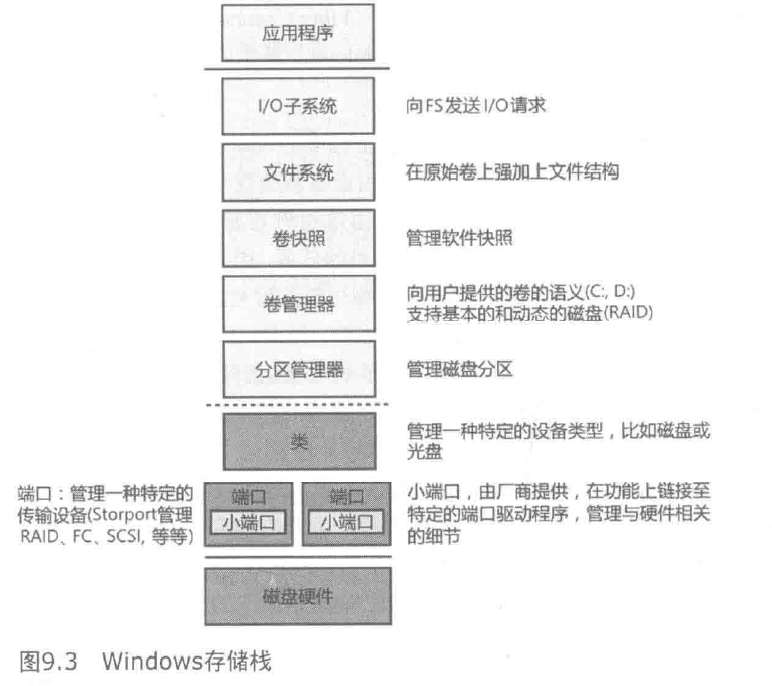 应用程序
I/O子系统
向FS发送I/O请求
文件系统
在原始卷上强加上文件结构
卷快照
管理软件快照
卷管理器
向用户提供的卷的语义(C:, D:)
支持基本的和动态的磁盘(RAID)
分区管理器
管理磁盘分区
类
管理一种特定的设备类型，比如磁盘或
光盘
端口：管理一种特定的
传输设备(Storport管理
RAID、FC、SCSI, 等等)
端口
小端口
端口
小端口
小端口，由厂商提供，在功能上链接至
特定的端口驱动程序，管理与硬件相关
的细节
磁盘硬件
图9.3 Windows存储栈